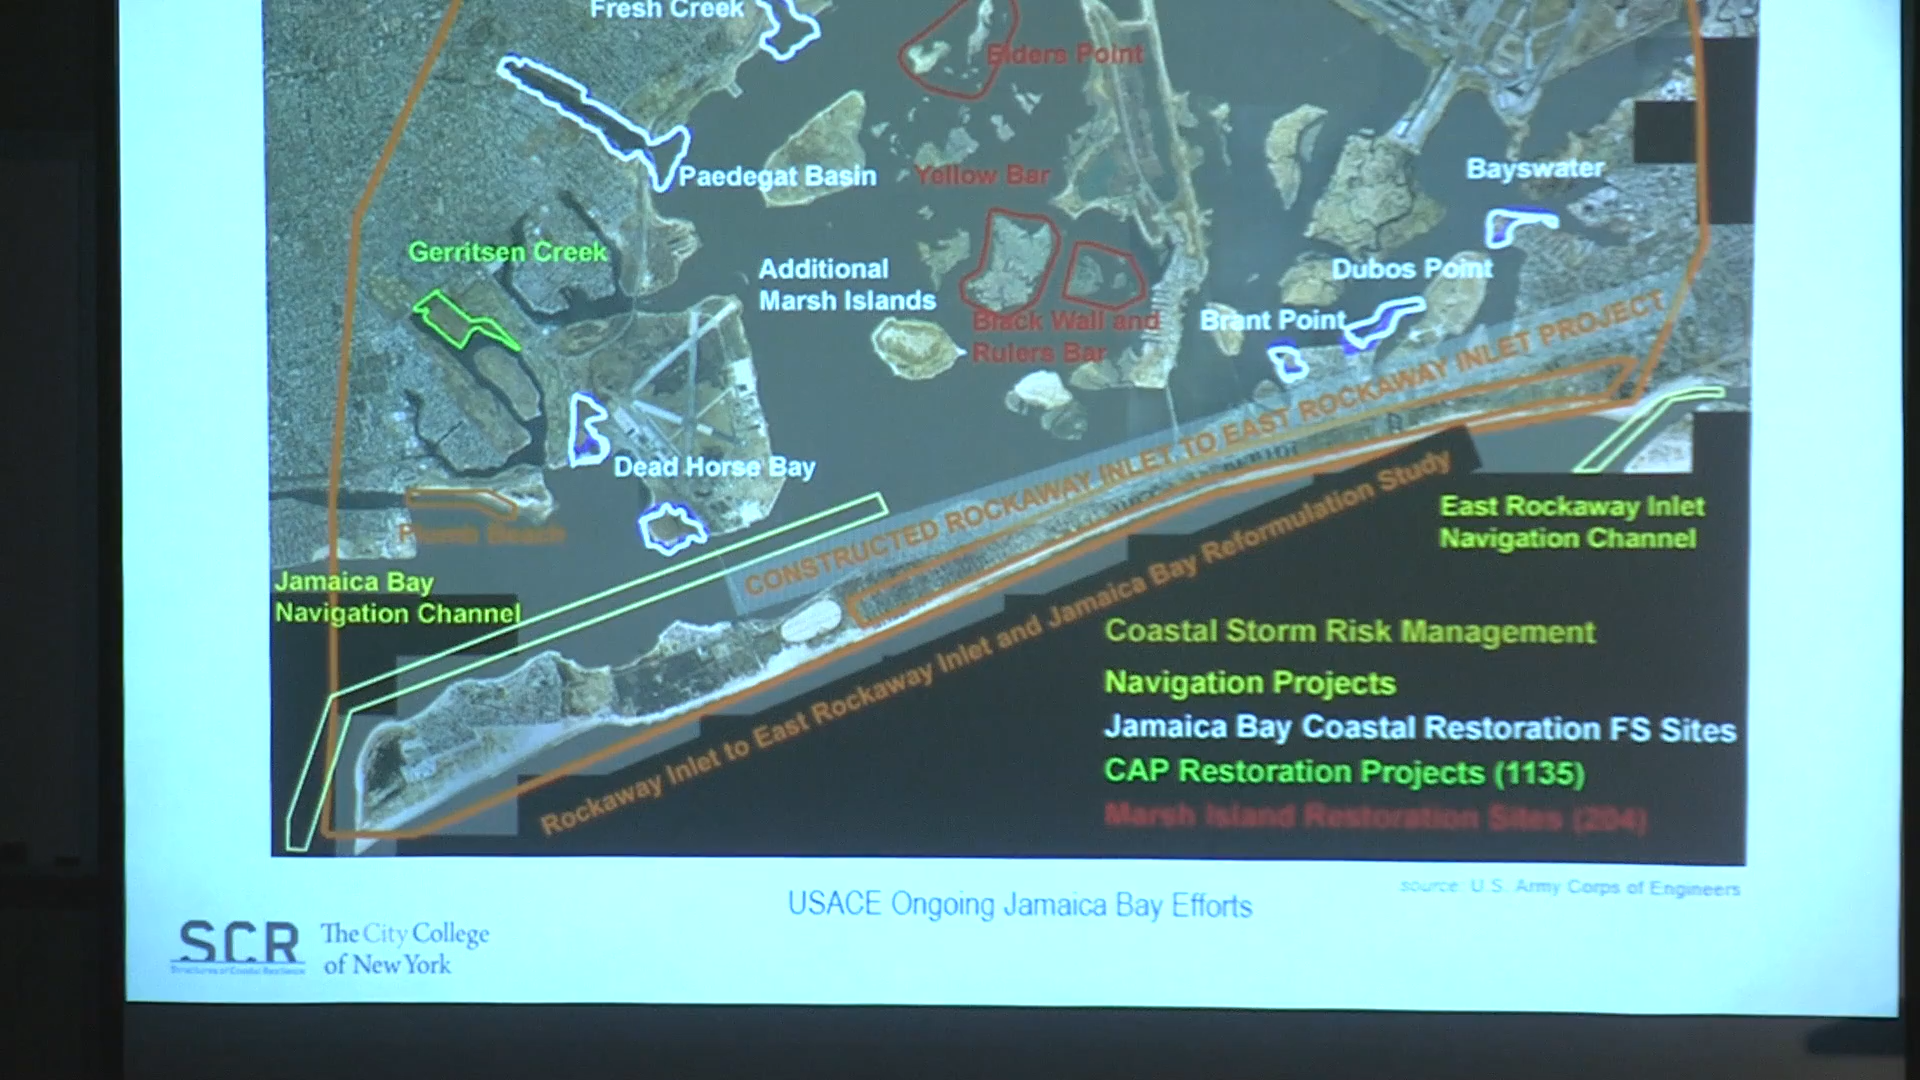 Fresh Creek
Elders Point
Paedegat Basin
Yellow Bar
Bayswater
Gerritsen Creek
Additional
Marsh Islands
Dubos Point
Black Wall and
Rulers Bar
Brant Point
Dead Horse Bay
Plumb Beach
CONSTRUCTED ROCKAWAY INLET TO EAST ROCKAWAY INLET PROJECT
Rockaway Inlet to East Rockaway Inlet and Jamaica Bay Reformulation Study
East Rockaway Inlet
Navigation Channel
Jamaica Bay
Navigation Channel
Coastal Storm Risk Management
Navigation Projects
Jamaica Bay Coastal Restoration FS Sites
CAP Restoration Projects (1135)
Marsh Island Restoration Sites (204)
source: U.S. Army Corps of Engineers
USACE Ongoing Jamaica Bay Efforts
SCR
Structures of Coastal Resilience
The City College
of New York